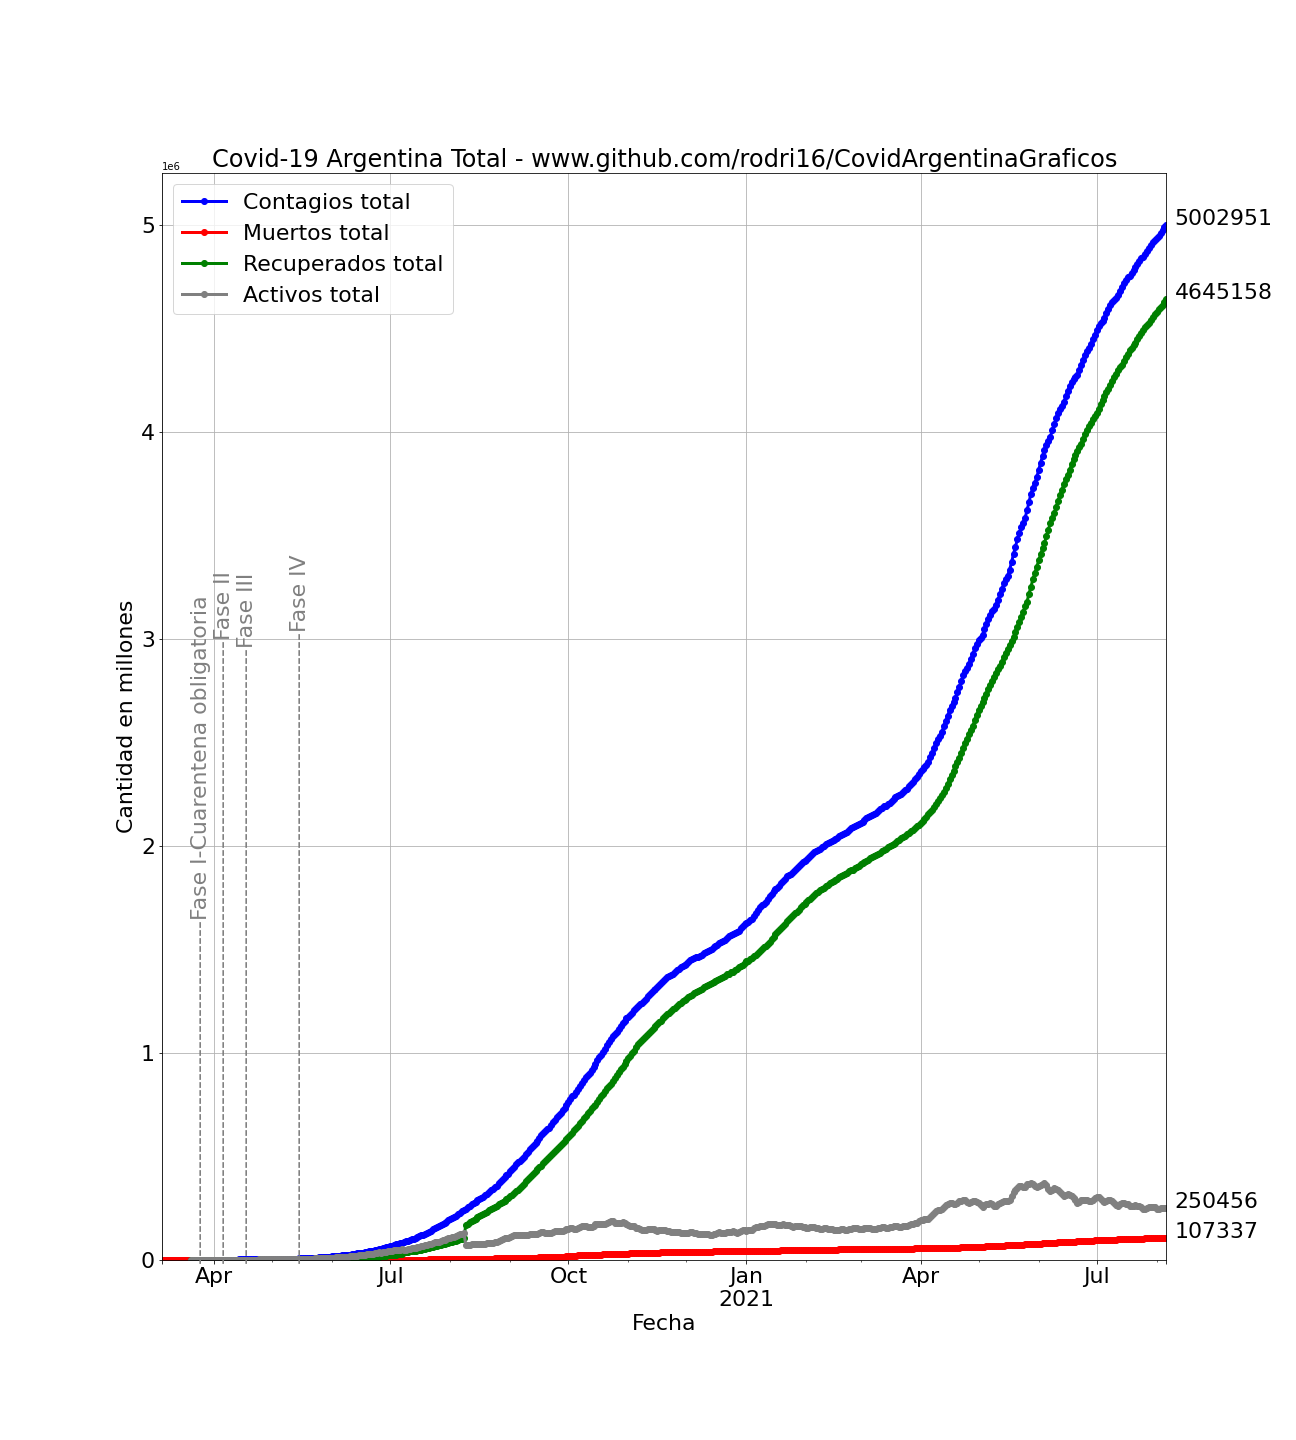 Covid-19 Argentina Total - www.github.com/rodri16/CovidArgentinaGraficos
1e6
Contagios total
Muertos total
Recuperados total
Activos total
5002951
4645158
250456
107337
5
4
3
2
1
0
Cantidad en millones
Fase I-Cuarentena obligatoria
Fase II
Fase III
Fase IV
Apr
Jul
Oct
Jan
2021
Apr
Jul
Fecha